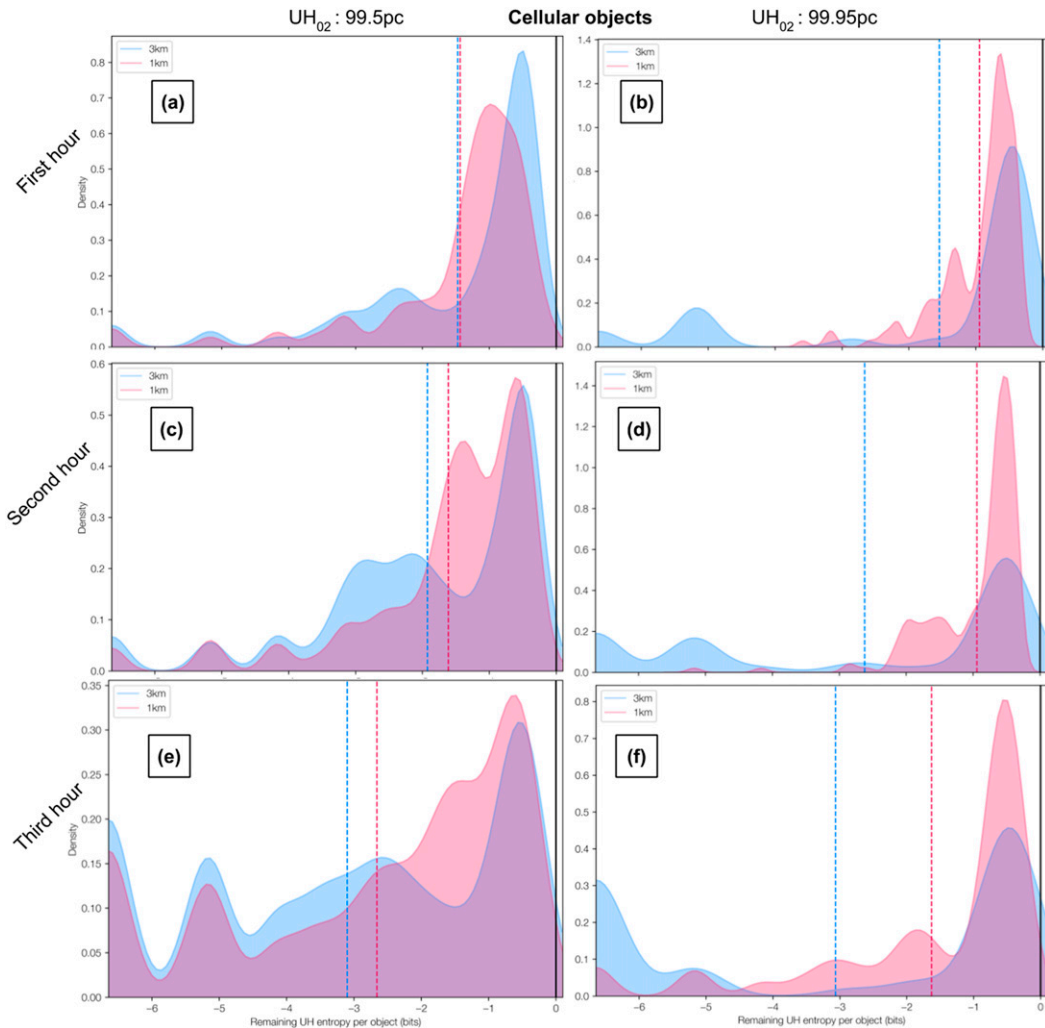 UH02 : 99.5pc Cellular objects UH02 : 99.95pc
First hour
Density
0.8
0.7
0.6
0.5
0.4
0.3
0.2
0.1
0.0
3km
1km
(a)
1.4
1.2
1.0
0.8
0.6
0.4
0.2
0.0
3km
1km
(b)
-5 -4 -3 -2 -1 0
Second hour
Density
0.6
0.5
0.4
0.3
0.2
0.1
0.0
3km
1km
(c)
1.4
1.2
1.0
0.8
0.6
0.4
0.2
0.0
3km
1km
(d)
Third hour
Density
0.35
0.30
0.25
0.20
0.15
0.10
0.05
0.00
3km
1km
(e)
−6 −5 −4 −3 −2 −1 0
Remaining UH entropy per object (bits)
0.8
0.7
0.6
0.5
0.4
0.3
0.2
0.1
0.0
3km
1km
(f)
−6 −5 −4 −3 −2 −1 0
Remaining UH entropy per object (bits)